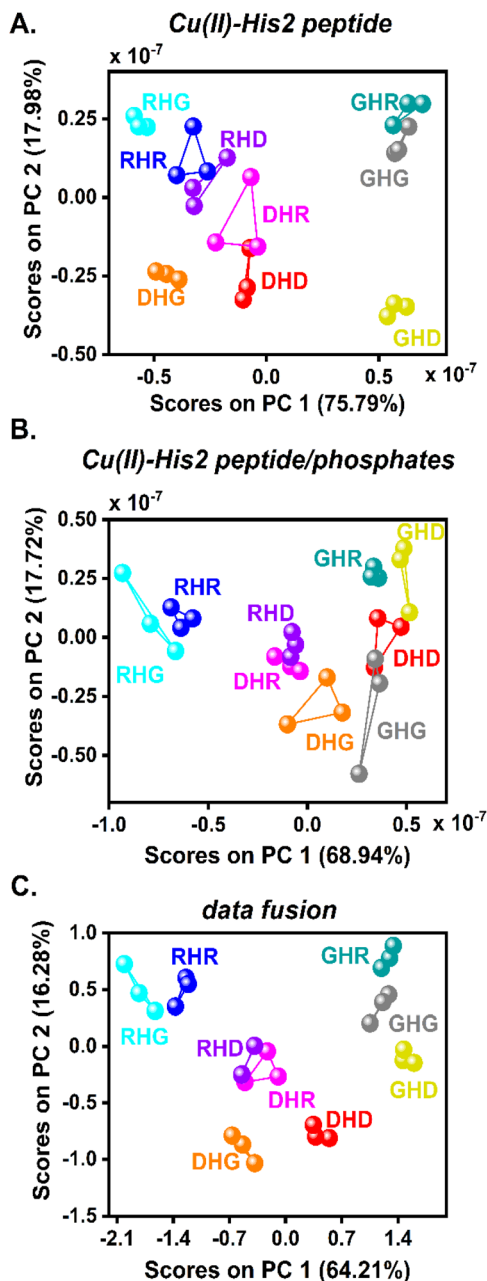 A.
Cu(II)-His2 peptide
x 10⁻⁷
RHG
GHR
RHD
RHR
GHG
DHR
DHG
DHD
GHD
0.25
0.00
-0.25
-0.50
Scores on PC 2 (17.98%)
-0.5
0.0
0.5
x 10⁻⁷
Scores on PC 1 (75.79%)
B.
Cu(II)-His2 peptide/phosphates
x 10⁻⁷
GHD
GHR
RHR
RHD
RHG
DHR
DHD
DHG
GHG
0.50
0.25
0.00
-0.25
-0.50
Scores on PC 2 (17.72%)
-1.0
-0.5
0.0
0.5
x 10⁻⁷
Scores on PC 1 (68.94%)
C.
data fusion
RHR
GHR
RHG
GHG
RHD
GHD
DHR
DHD
DHG
1.0
0.5
0.0
-0.5
-1.0
-1.5
Scores on PC 2 (16.28%)
-2.1
-1.4
-0.7
0.0
0.7
1.4
Scores on PC 1 (64.21%)